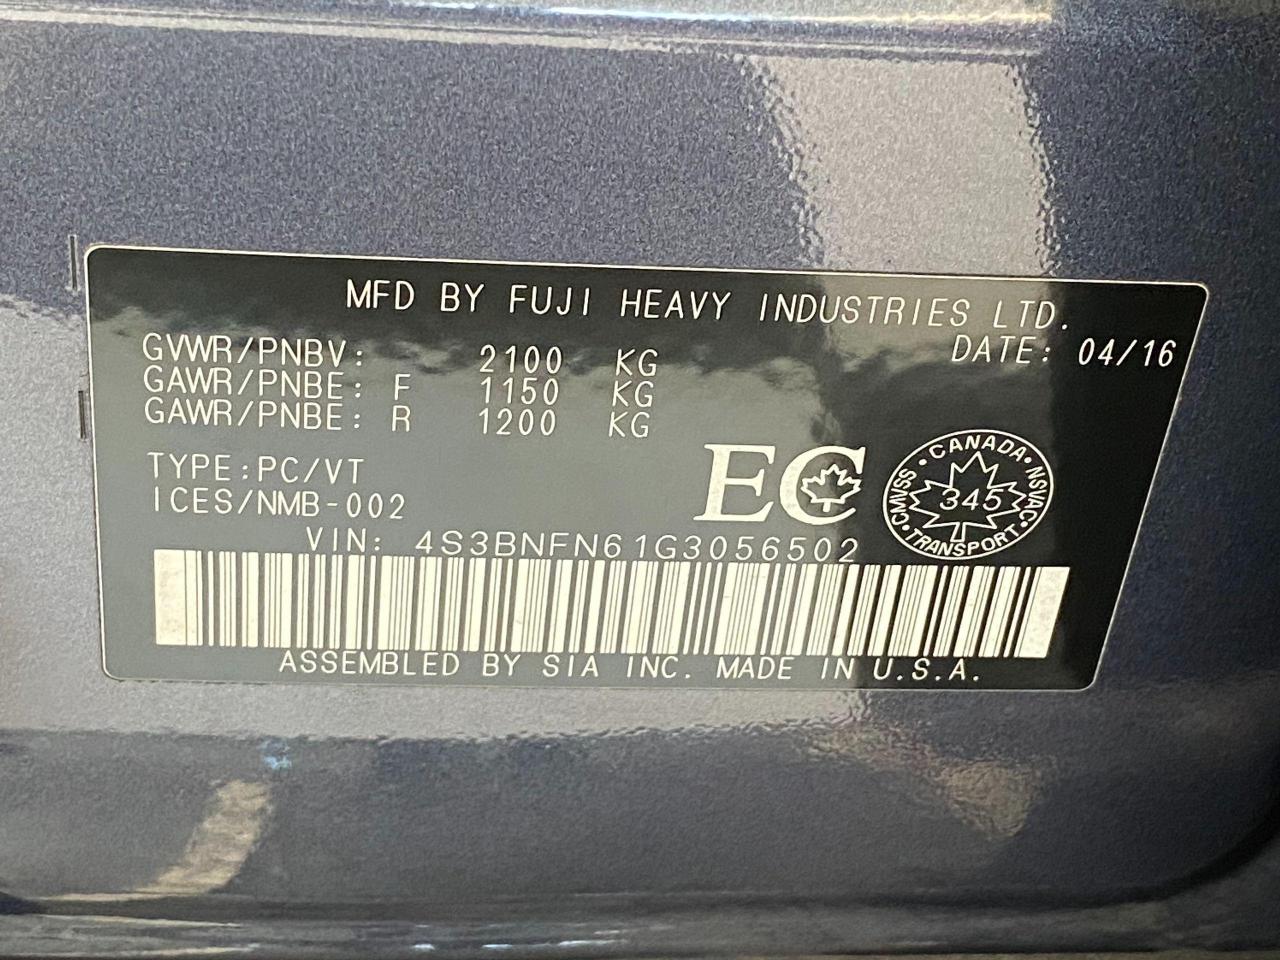 MFD BY FUJI HEAVY INDUSTRIES LTD.
DATE: 04/16
GVWR/PNBV: 2100 KG
GAWR/PNBE: F 1150 KG
GAWR/PNBE: R 1200 KG
TYPE:PC/VT
ICES/NMB-002
EC
·CANADA·
CMVSS 345 NSVAC
·TRANSPORT·
VIN: 4S3BNFN61G3056502
ASSEMBLED BY SIA INC. MADE IN U.S.A.